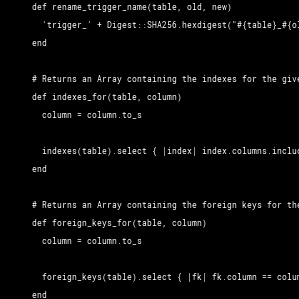 def rename_trigger_name(table, old, new)
'trigger_' + Digest::SHA256.hexdigest("#{table}_#{ol
end
# Returns an Array containing the indexes for the give
def indexes_for(table, column)
column = column.to_s
indexes(table).select { |index| index.columns.includ
end
# Returns an Array containing the foreign keys for the
def foreign_keys_for(table, column)
column = column.to_s
foreign_keys(table).select { |fk| fk.column == colum
end